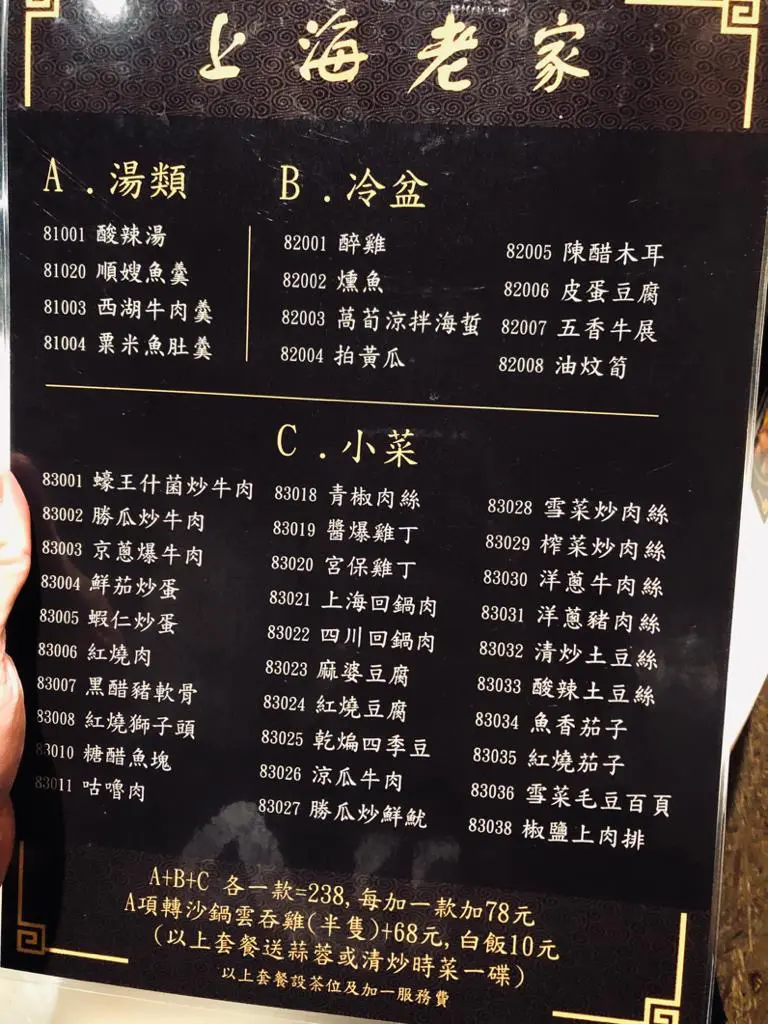 上海老家
A.湯類
81001 酸辣湯
81020 順嫂魚羹
81003 西湖牛肉羹
81004 粟米魚肚羹
B.冷盆
82001 醉雞
82002 燻魚
82003 萵荀涼拌海蜇
82004 拍黃瓜
82005 陳醋木耳
82006 皮蛋豆腐
82007 五香牛展
82008 油炆筍
C.小菜
83001 蠔王什菌炒牛肉
83002 勝瓜炒牛肉
83003 京蔥爆牛肉
83004 鮮茄炒蛋
83005 蝦仁炒蛋
83006 紅燒肉
83007 黑醋豬軟骨
83008 紅燒獅子頭
83010 糖醋魚塊
83011 咕嚕肉
83018 青椒肉絲
83019 醬爆雞丁
83020 宮保雞丁
83021 上海回鍋肉
83022 四川回鍋肉
83023 麻婆豆腐
83024 紅燒豆腐
83025 乾煸四季豆
83026 涼瓜牛肉
83027 勝瓜炒鮮魷
83028 雪菜炒肉絲
83029 榨菜炒肉絲
83030 洋蔥牛肉絲
83031 洋蔥豬肉絲
83032 清炒土豆絲
83033 酸辣土豆絲
83034 魚香茄子
83035 紅燒茄子
83036 雪菜毛豆百頁
83038 椒鹽上肉排
A+B+C 各一款=238,每加一款加78元
A項轉沙鍋雲吞雞(半隻)+68元,白飯10元
(以上套餐送蒜蓉或清炒時菜一碟)
以上套餐設茶位及加一服務費